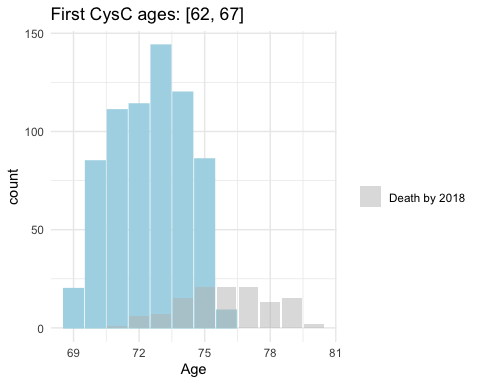 First CysC ages: [62, 67]
150
100
50
0
count
69 72 75 78 81
Age
Death by 2018